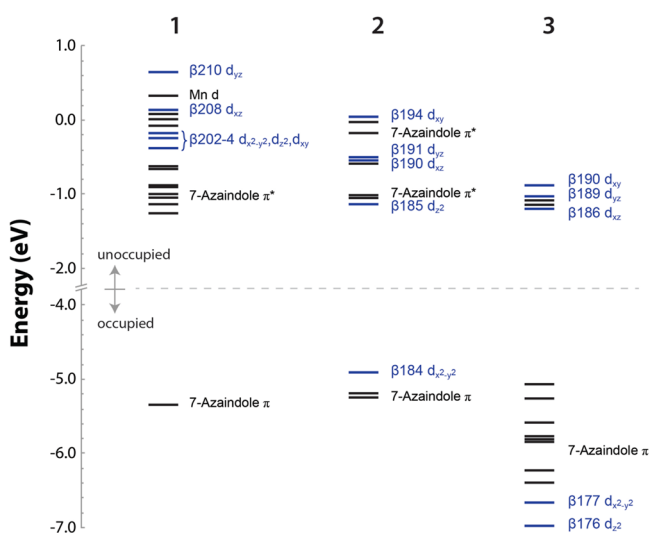 1 2 3
1.0
β210 dyz
Mn d
β208 dxz
0.0
β202-4 dx2-y2,dz2,dxy
-1.0
7-Azaindole π*
-2.0
unoccupied
occupied
-4.0
-5.0
7-Azaindole π
-6.0
-7.0
Energy (eV)
β194 dxy
7-Azaindole π*
β191 dyz
β190 dxz
7-Azaindole π*
β185 dz2
β184 dx2-y2
7-Azaindole π
β190 dxy
β189 dyz
β186 dxz
7-Azaindole π
β177 dx2-y2
β176 dz2